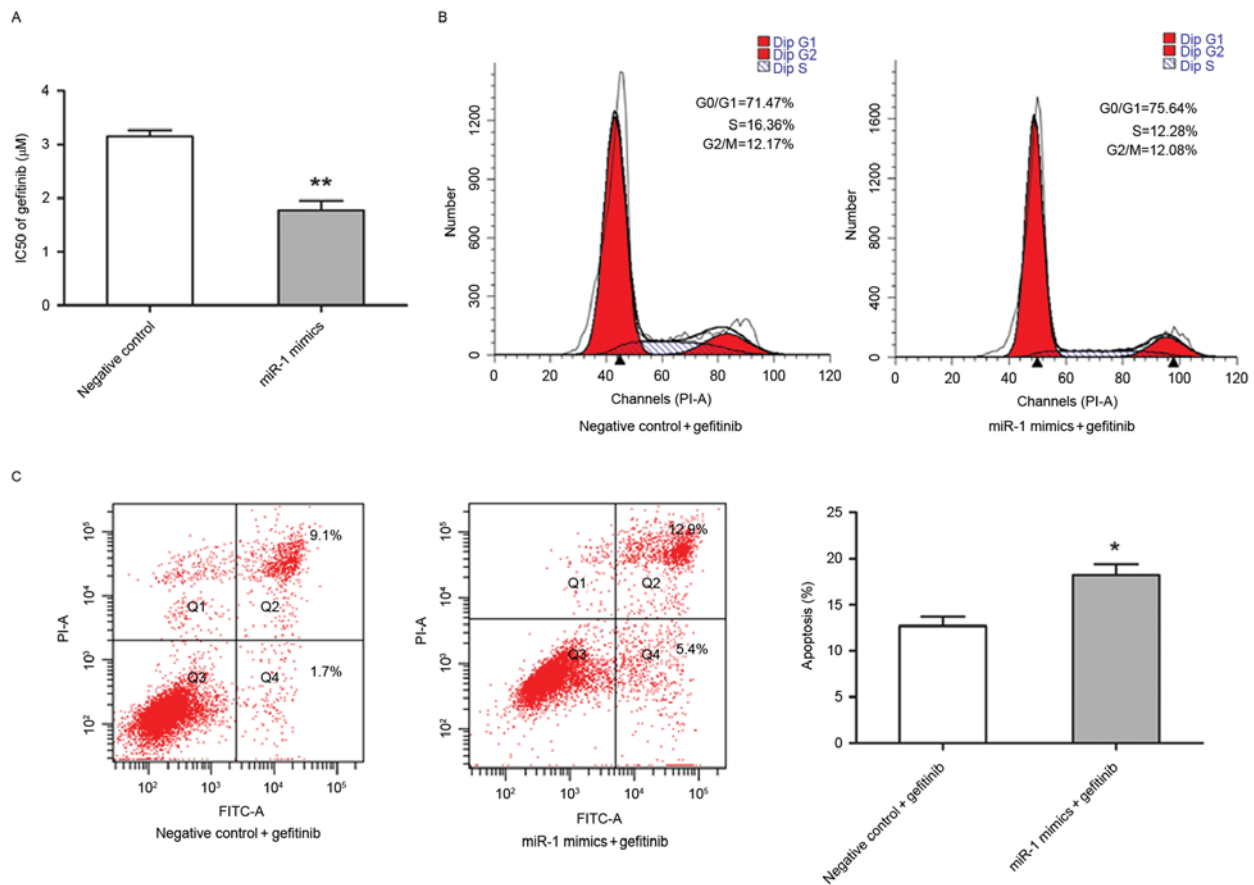 A
IC50 of gefitinib (μM)
4
3
2
1
0
**
Negative control
miR-1 mimics
B
Dip G1
Dip G2
Dip S
G0/G1=71.47%
S=16.36%
G2/M=12.17%
Number
1200
900
600
300
0
0 20 40 60 80 100 120
Channels (PI-A)
Negative control + gefitinib
Dip G1
Dip G2
Dip S
G0/G1=75.64%
S=12.28%
G2/M=12.08%
Number
1600
1200
800
400
0
0 20 40 60 80 100 120
Channels (PI-A)
miR-1 mimics + gefitinib
C
PI-A
10⁵
10⁴
10³
10²
9.1%
Q1 Q2
Q3 Q4 1.7%
10² 10³ 10⁴ 10⁵
FITC-A
Negative control + gefitinib
PI-A
10⁵
10⁴
10³
10²
12.9%
Q1 Q2
Q3 Q4 5.4%
10² 10³ 10⁴ 10⁵
FITC-A
miR-1 mimics + gefitinib
Apoptosis (%)
25
20
15
10
5
0
*
Negative control + gefitinib
miR-1 mimics + gefitinib